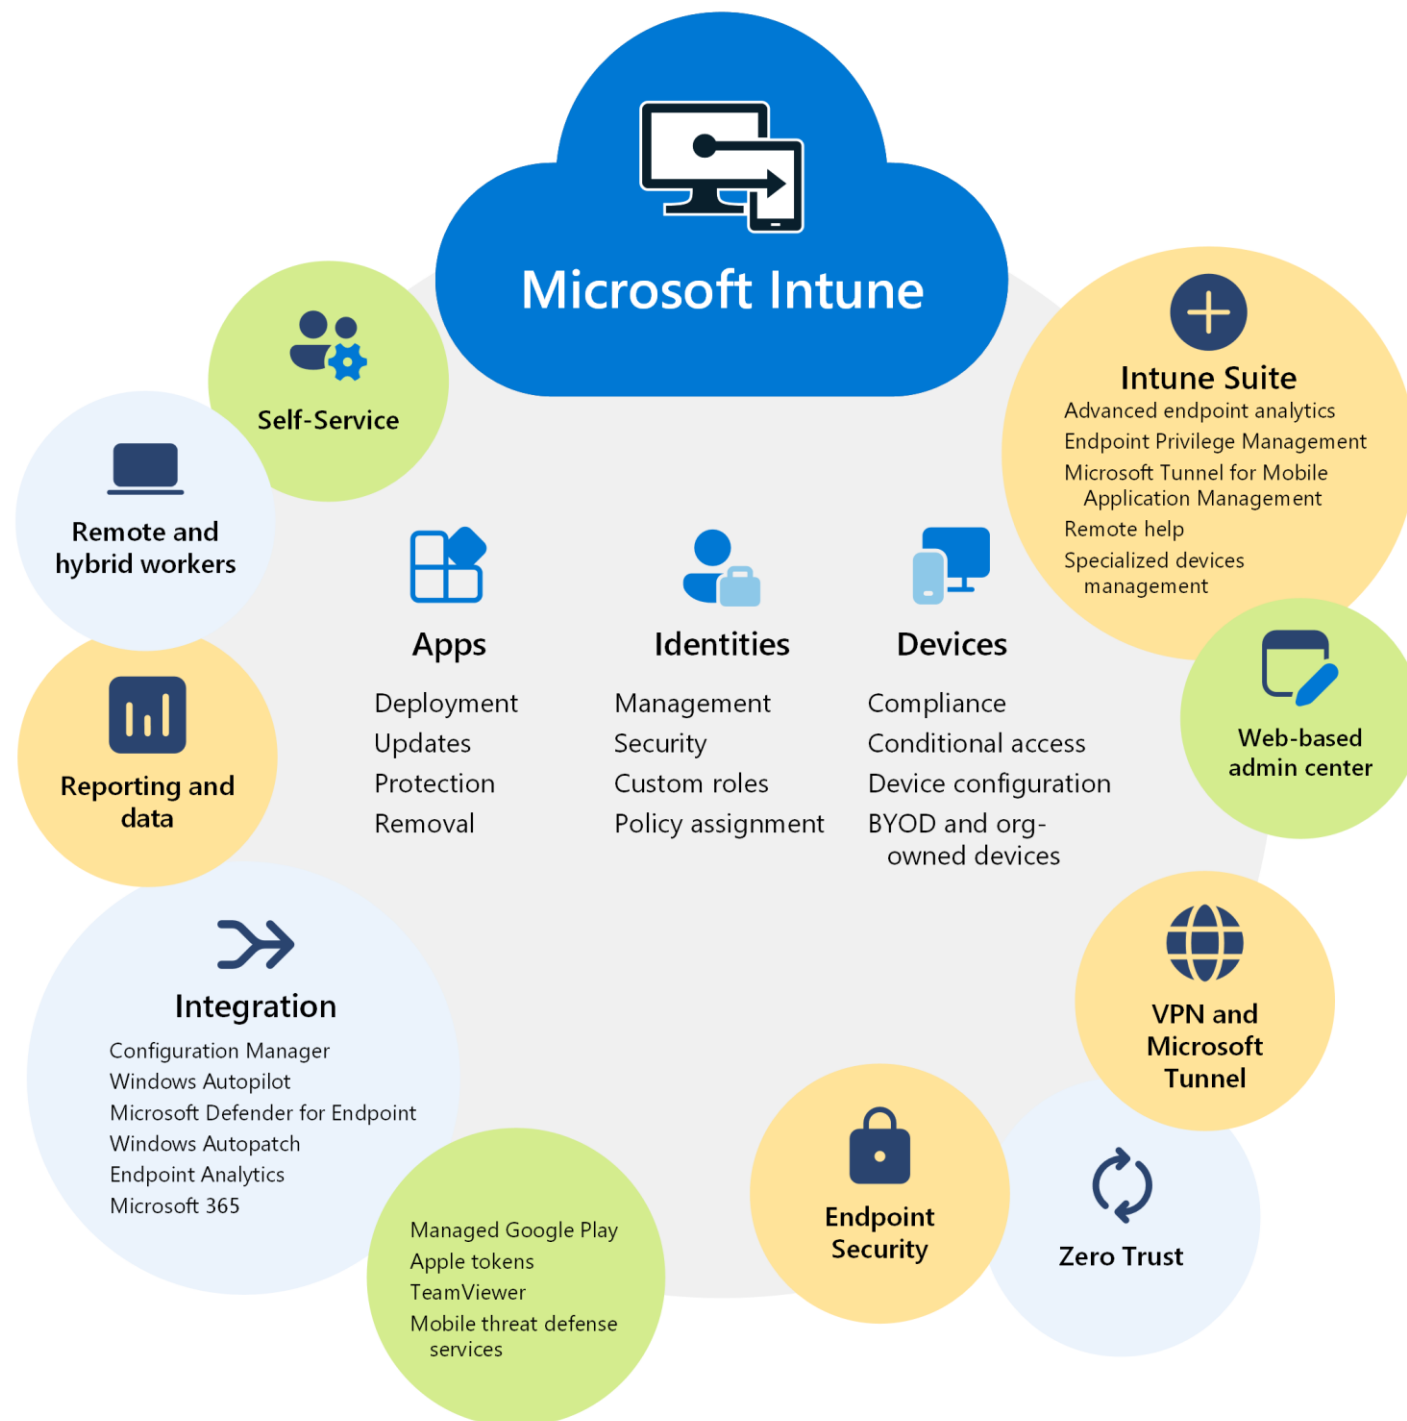 Microsoft Intune
Self-Service
Remote and
hybrid workers
Reporting and
data
Integration
Configuration Manager
Windows Autopilot
Microsoft Defender for Endpoint
Windows Autopatch
Endpoint Analytics
Microsoft 365
Managed Google Play
Apple tokens
TeamViewer
Mobile threat defense
services
Apps
Deployment
Updates
Protection
Removal
Identities
Management
Security
Custom roles
Policy assignment
Devices
Compliance
Conditional access
Device configuration
BYOD and org-
owned devices
Intune Suite
Advanced endpoint analytics
Endpoint Privilege Management
Microsoft Tunnel for Mobile
Application Management
Remote help
Specialized devices
management
Web-based
admin center
VPN and
Microsoft
Tunnel
Zero Trust
Endpoint
Security